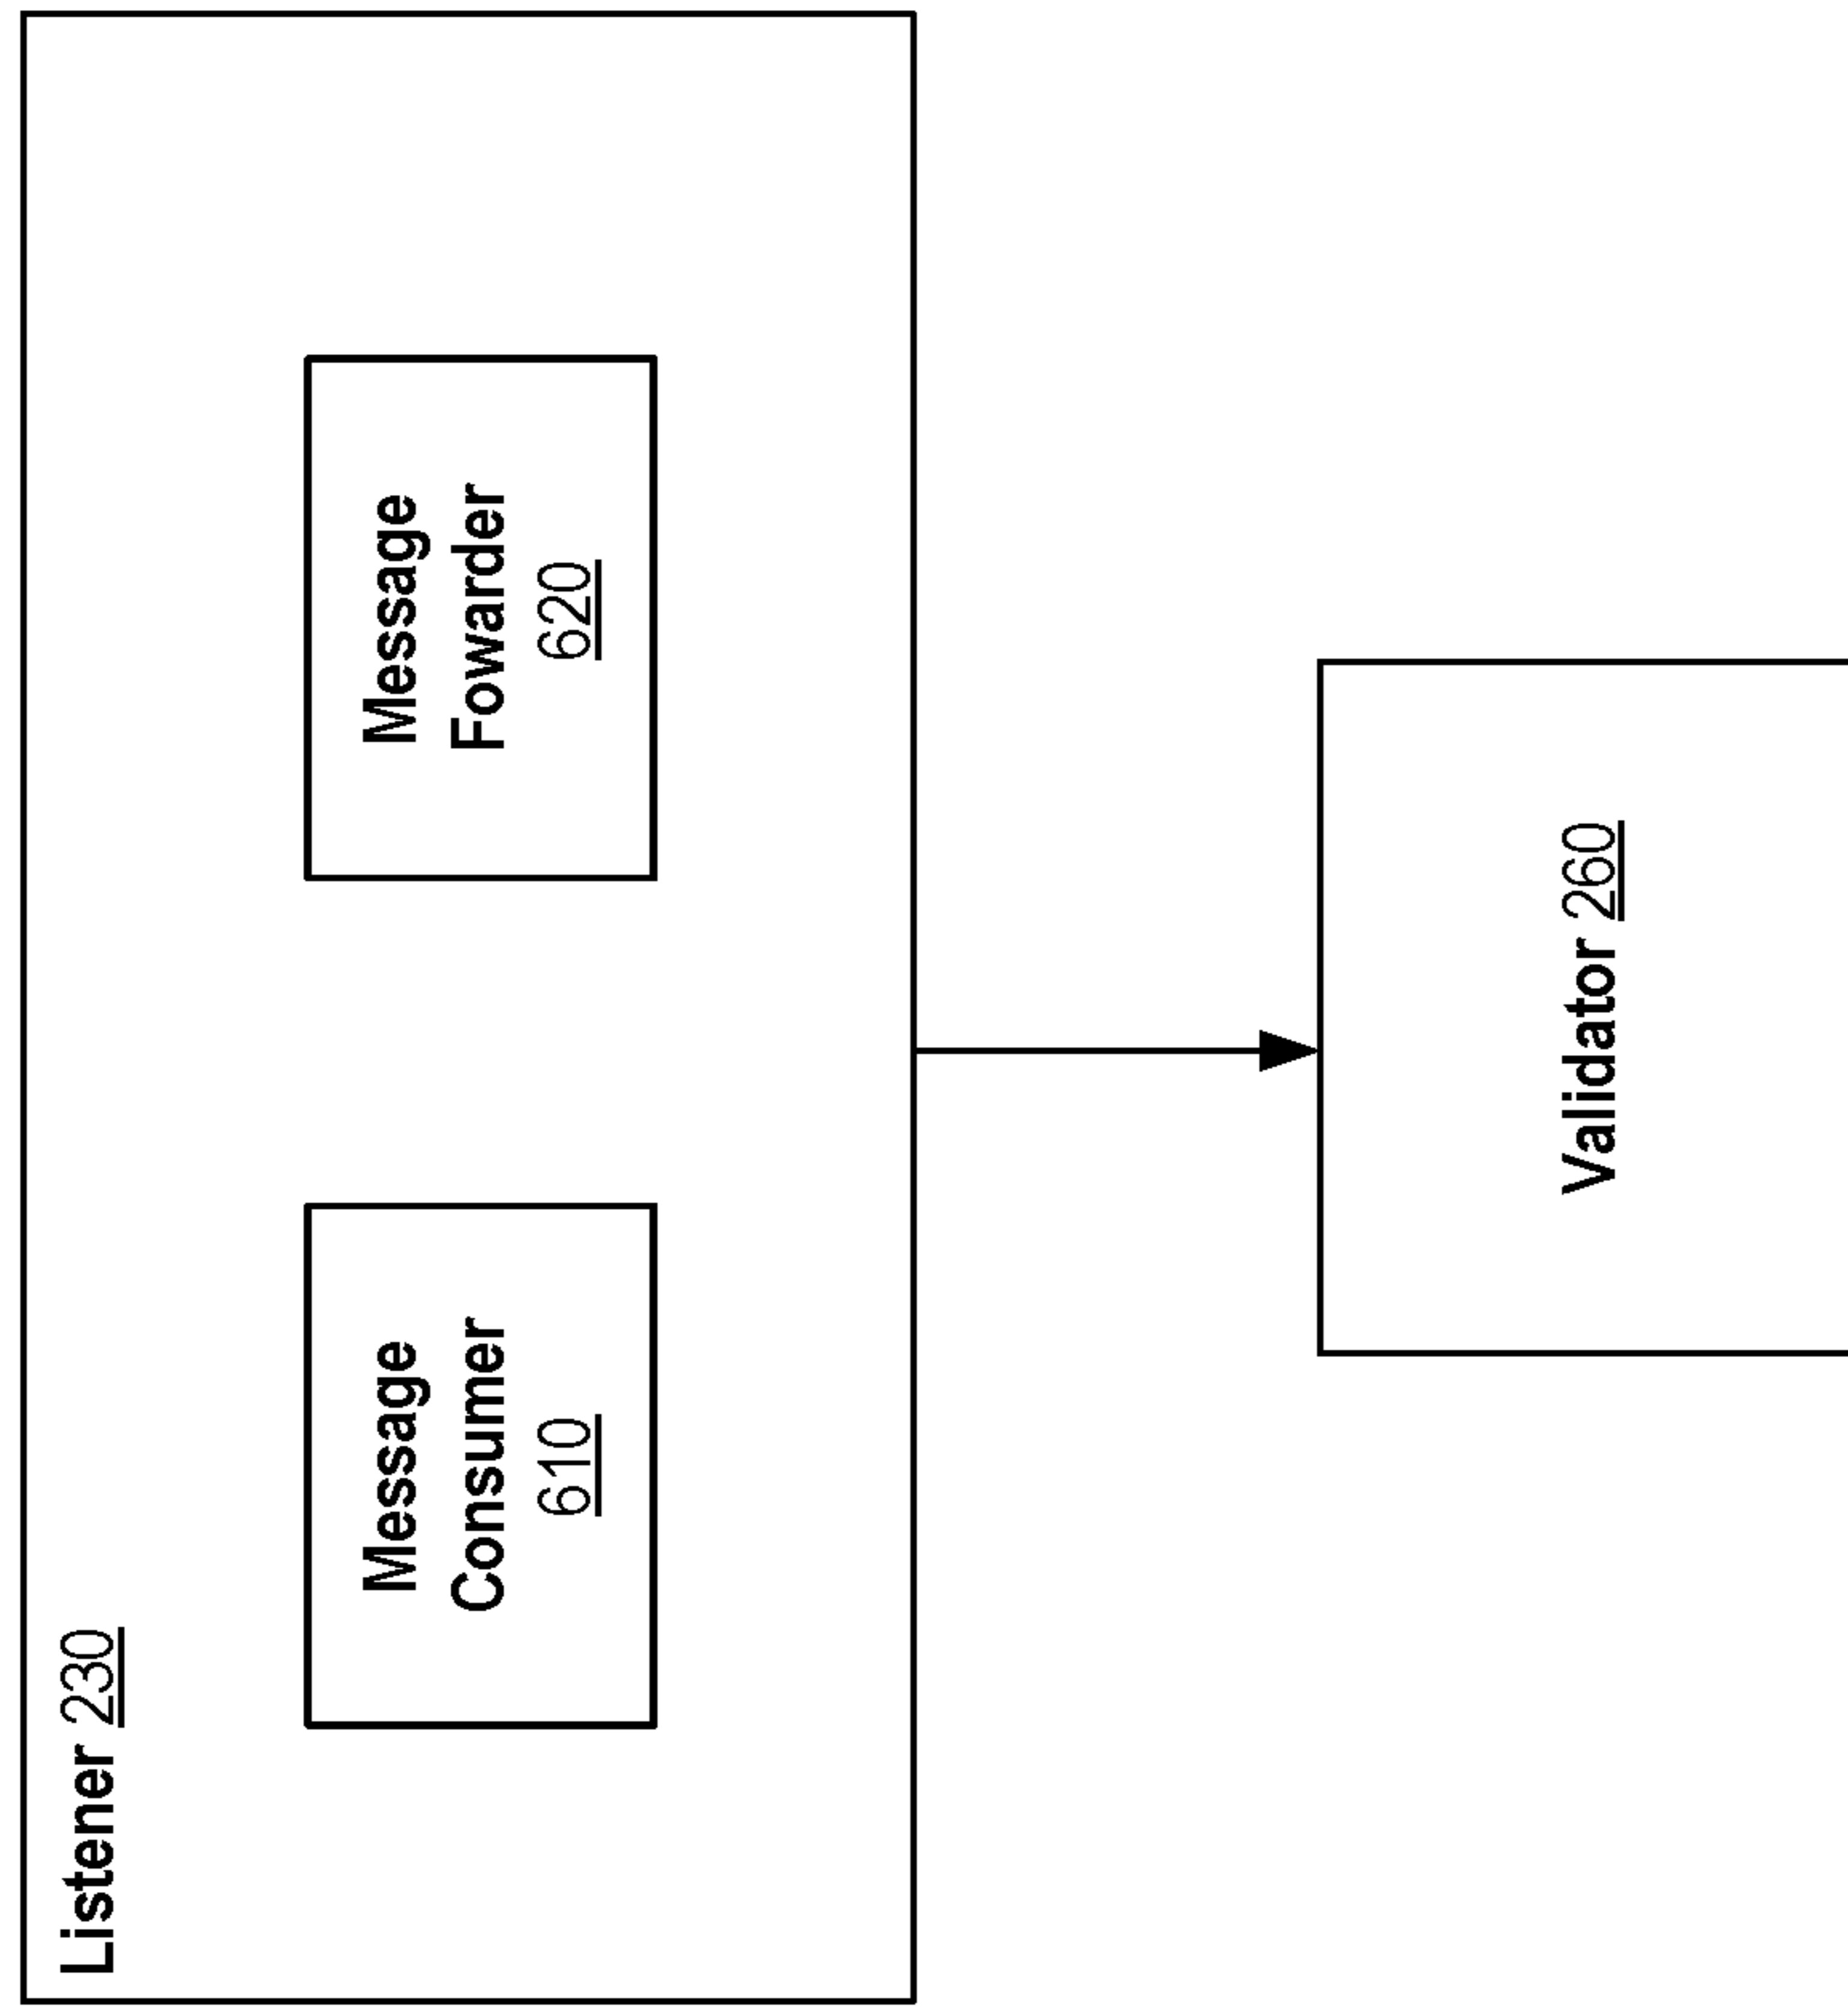 Listener 230
Message
Consumer
610
Message
Fowarder
620
Validator 260